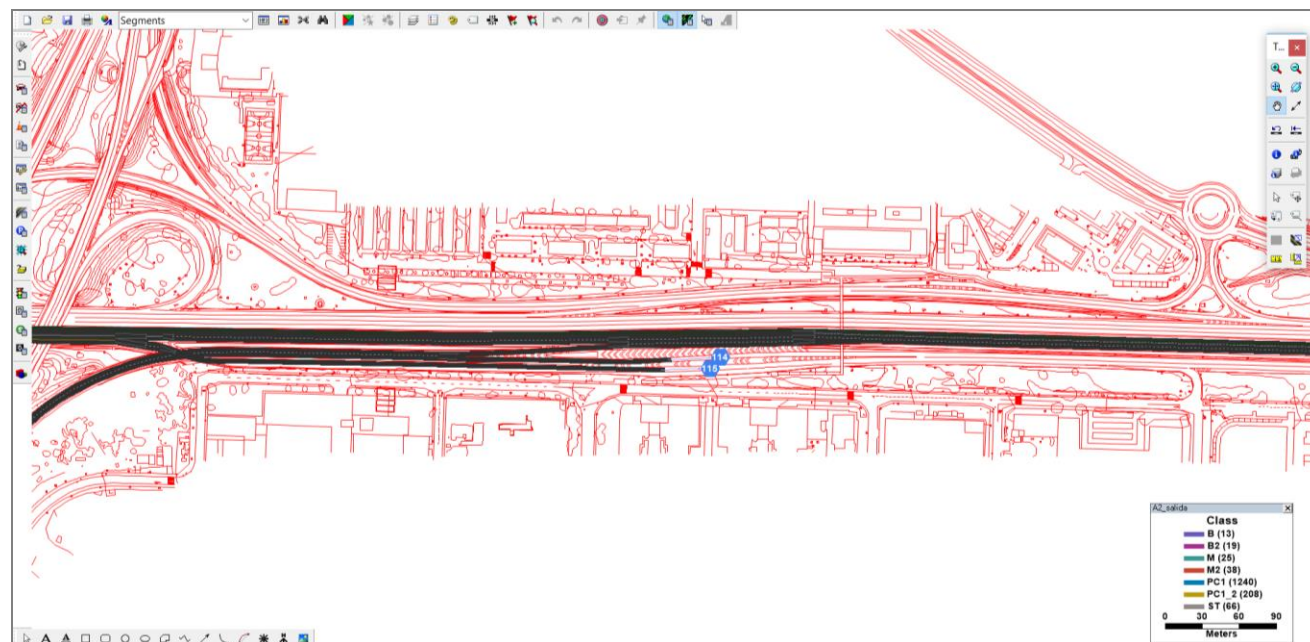 Segments
T...
114
115
A2_salida
Class
B (13)
B2 (19)
M (25)
M2 (38)
PC1 (1240)
PC1_2 (208)
ST (66)
0 30 60 90
Meters